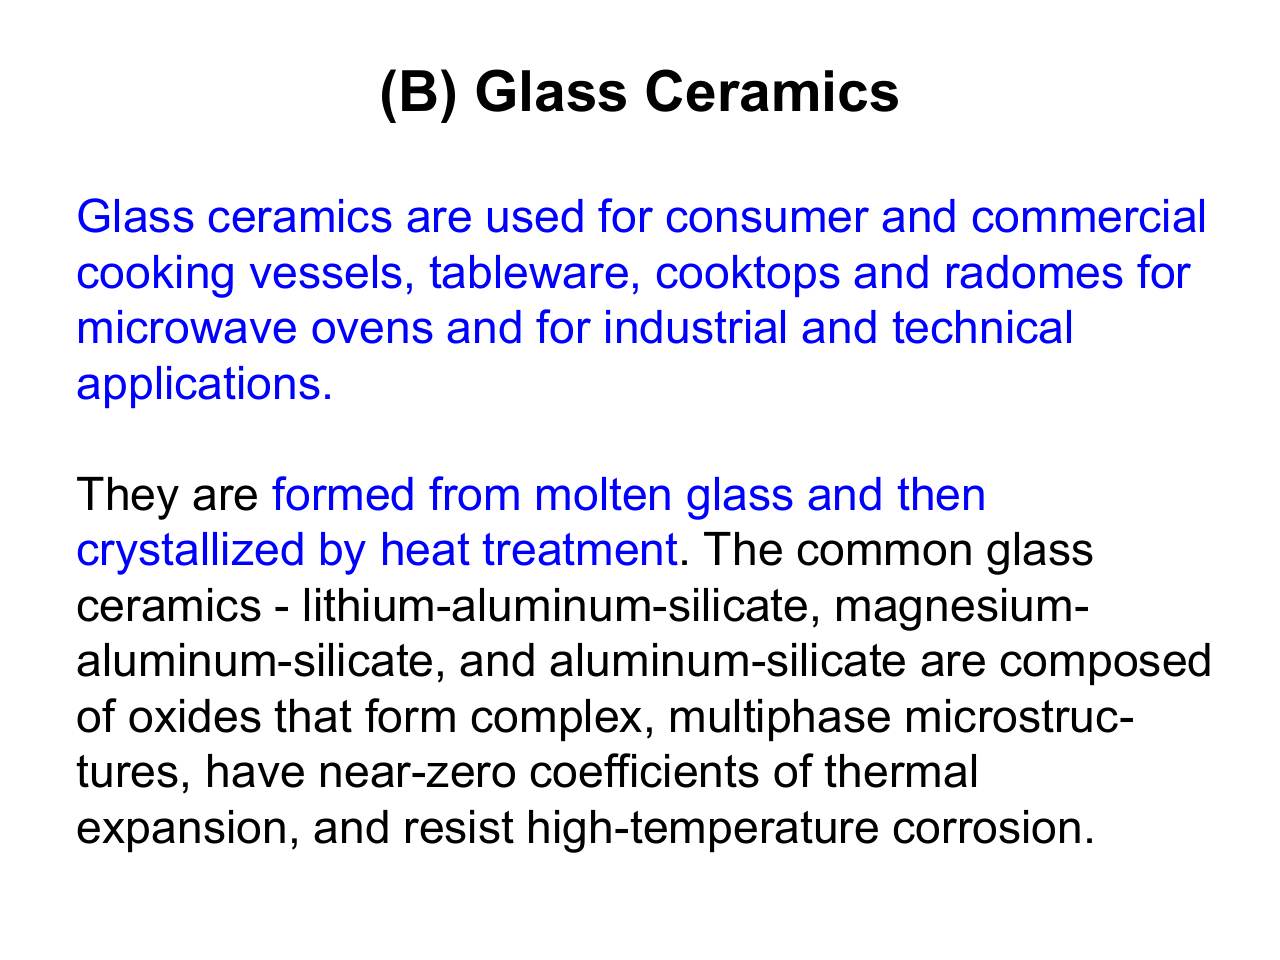 (B) Glass Ceramics
Glass ceramics are used for consumer and commercial
cooking vessels, tableware, cooktops and radomes for
microwave ovens and for industrial and technical
applications.
They are formed from molten glass and then
crystallized by heat treatment. The common glass
ceramics - lithium-aluminum-silicate, magnesium-
aluminum-silicate, and aluminum-silicate are composed
of oxides that form complex, multiphase microstruc-
tures, have near-zero coefficients of thermal
expansion, and resist high-temperature corrosion.